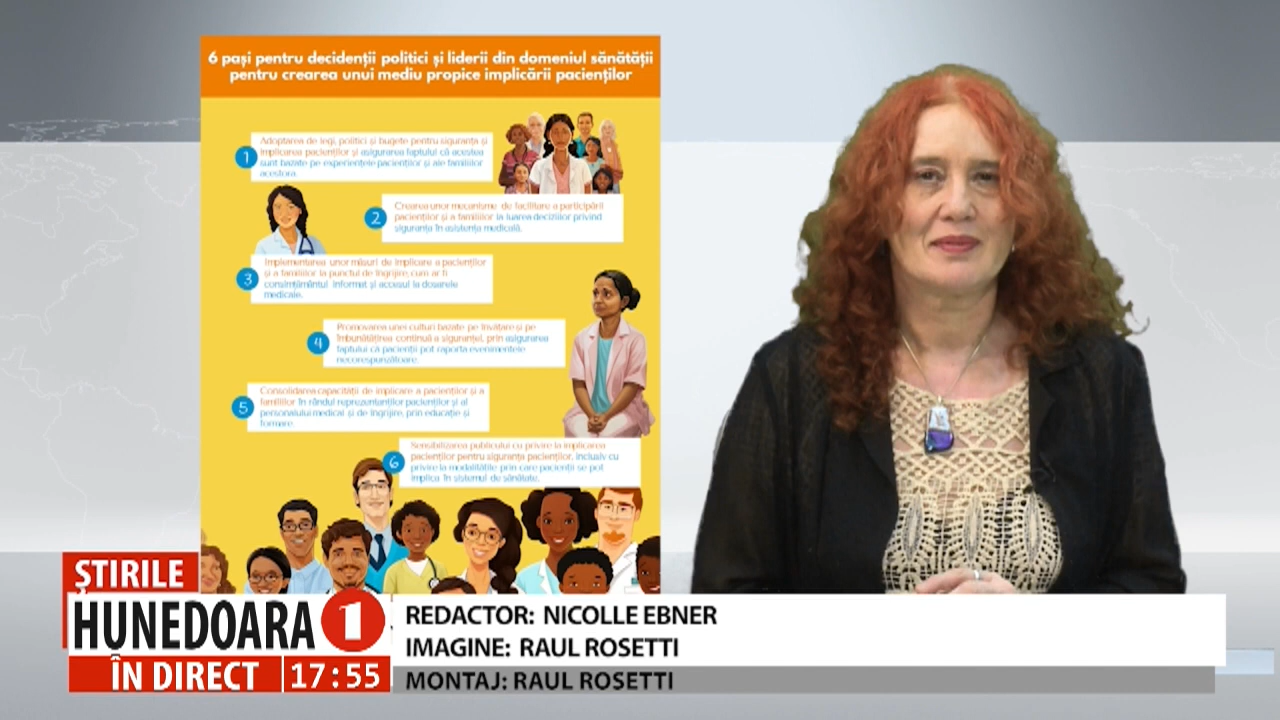 6 pași pentru decidenții politici și liderii din domeniul sănătății
pentru crearea unui mediu propice implicării pacienților
1
Adoptarea de legi, politici și bugete pentru siguranța și
implicarea pacienților și asigurarea faptului că acestea
sunt bazate pe experiențele pacienților și ale familiilor
acestora.
2
Crearea unor mecanisme de facilitare a participării
pacienților și a familiilor la luarea deciziilor privind
siguranța în asistența medicală.
3
Implementarea unor măsuri de implicare a pacienților
și a familiilor la punctul de îngrijire, cum ar fi
consimțământul informat și accesul la dosarele
medicale.
4
Promovarea unei culturi bazate pe învățare și pe
îmbunătățirea continuă a siguranței, prin asigurarea
faptului că pacienții pot raporta evenimentele
necorespunzătoare.
5
Consolidarea capacității de implicare a pacienților și a
familiilor în rândul reprezentanților pacienților și al
personalului medical și de îngrijire, prin educație și
formare.
6
Sensibilizarea publicului cu privire la implicarea
pacienților pentru siguranța pacienților, inclusiv cu
privire la modalitățile prin care pacienții se pot
implica în sistemul de sănătate.
ŞTIRILE
HUNEDOARA 1
ÎN DIRECT 17:55
REDACTOR: NICOLLE EBNER
IMAGINE: RAUL ROSETTI
MONTAJ: RAUL ROSETTI